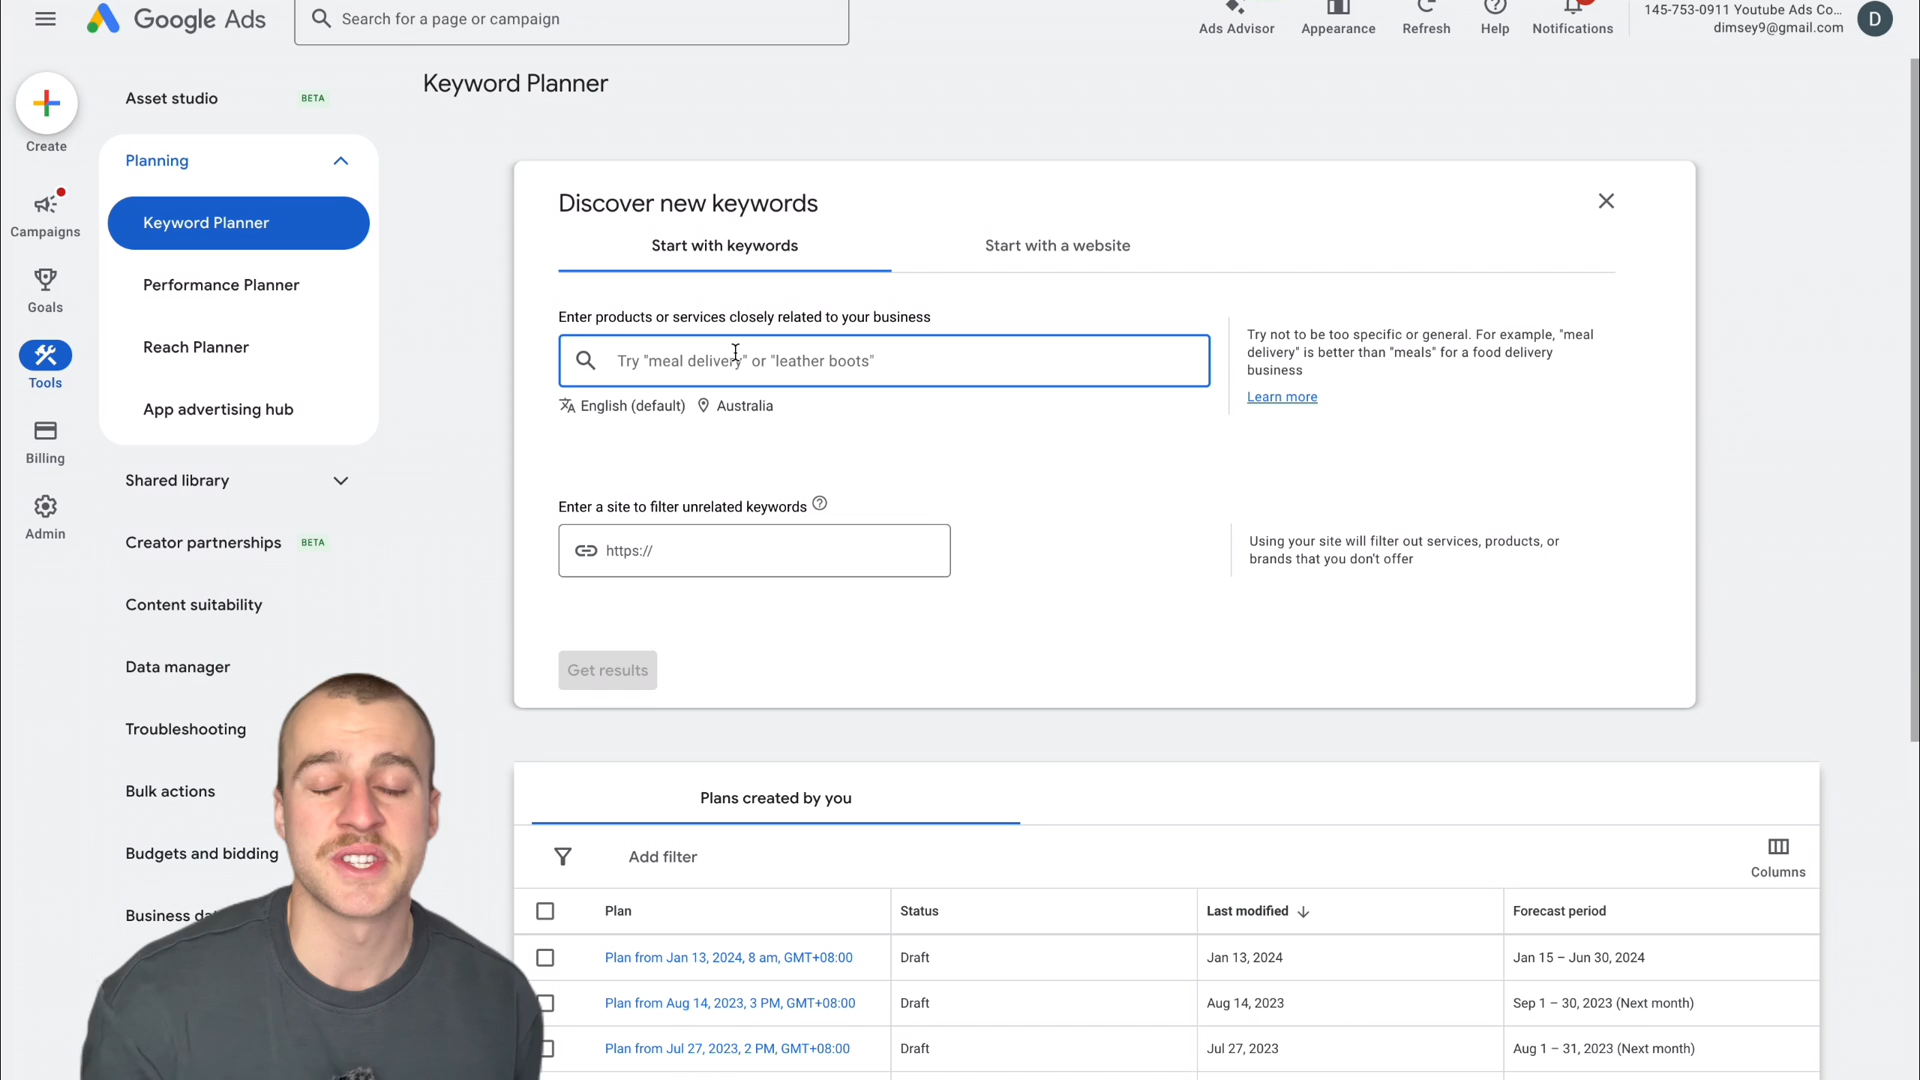 Google Ads
Search for a page or campaign
Ads Advisor
Appearance
Refresh
Help
Notifications
145-753-0911 Youtube Ads Co...
dimsey9@gmail.com
D
Create
Campaigns
Goals
Tools
Billing
Admin
Asset studio BETA
Planning
Keyword Planner
Performance Planner
Reach Planner
App advertising hub
Shared library
Creator partnerships BETA
Content suitability
Data manager
Troubleshooting
Bulk actions
Budgets and bidding
Business
Keyword Planner
Discover new keywords
Start with keywords
Start with a website
Enter products or services closely related to your business
Try "meal delivery" or "leather boots"
English (default) Australia
Try not to be too specific or general. For example, "meal
delivery" is better than "meals" for a food delivery
business
Learn more
Enter a site to filter unrelated keywords
https://
Using your site will filter out services, products, or
brands that you don't offer
Get results
Plans created by you
Add filter
Columns
Plan Status Last modified Forecast period
Plan from Jan 13, 2024, 8 am, GMT+08:00 Draft Jan 13, 2024 Jan 15 – Jun 30, 2024
Plan from Aug 14, 2023, 3 PM, GMT+08:00 Draft Aug 14, 2023 Sep 1 – 30, 2023 (Next month)
Plan from Jul 27, 2023, 2 PM, GMT+08:00 Draft Jul 27, 2023 Aug 1 – 31, 2023 (Next month)